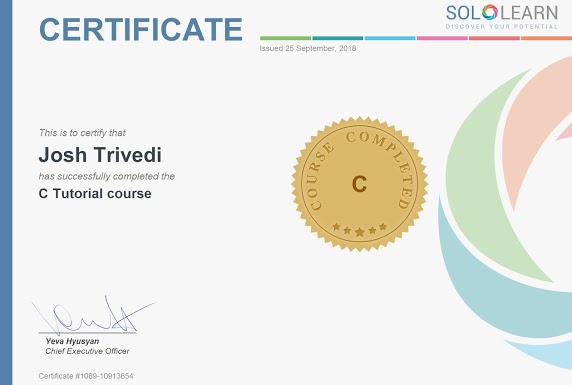 CERTIFICATE
SOLOLEARN
DISCOVER YOUR POTENTIAL
Issued 25 September, 2018
This is to certify that
Josh Trivedi
has successfully completed the
C Tutorial course
COURSE COMPLETED
C
Yeva Hyusyan
Chief Executive Officer
Certificate #1089-10913654